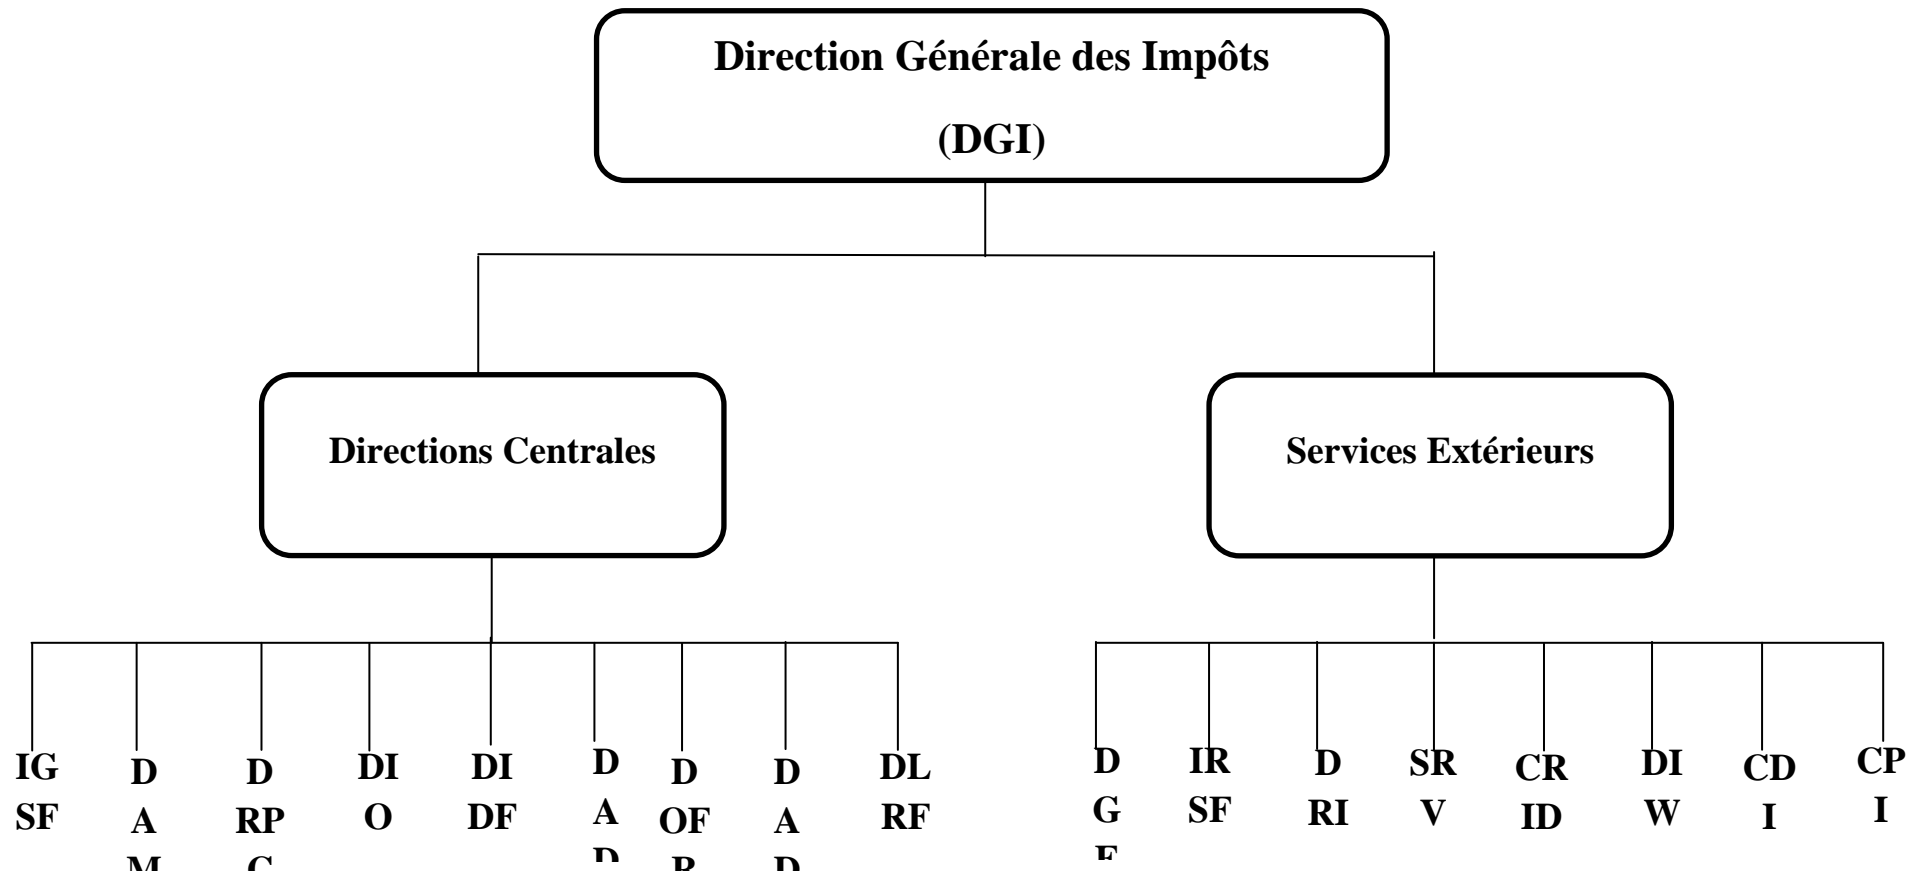 Direction Générale des Impôts
(DGI)
Directions Centrales
Services Extérieurs
IG
SF
D
A
M
D
RP
C
DI
O
DI
DF
D
A
D
D
OF
R
D
A
D
DL
RF
D
G
E
IR
SF
D
RI
SR
V
CR
ID
DI
W
CD
I
CP
I